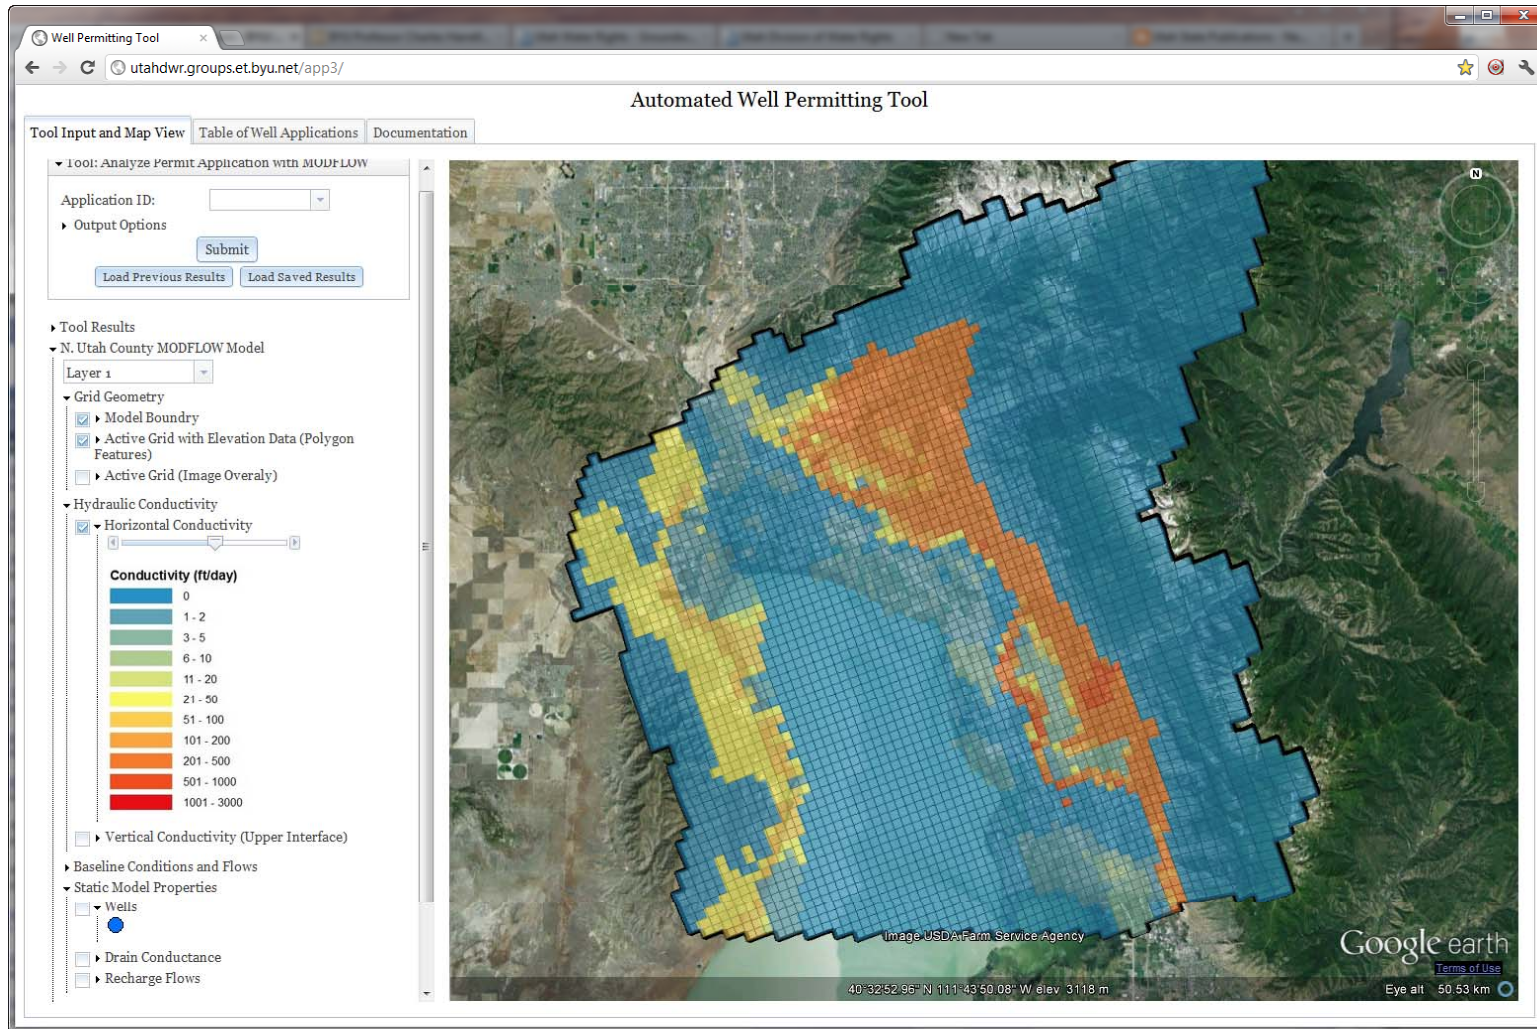 Well Permitting Tool
New Tab
utahdwr.groups.et.byu.net/app3/
Automated Well Permitting Tool
Tool Input and Map View
Table of Well Applications
Documentation
Tool: Analyze Permit Application with MODFLOW
Application ID:
Output Options
Submit
Load Previous Results
Load Saved Results
Tool Results
N. Utah County MODFLOW Model
Layer 1
Grid Geometry
Model Boundry
Active Grid with Elevation Data (Polygon
Features)
Active Grid (Image Overaly)
Hydraulic Conductivity
Horizontal Conductivity
Conductivity (ft/day)
0
1 - 2
3 - 5
6 - 10
11 - 20
21 - 50
51 - 100
101 - 200
201 - 500
501 - 1000
1001 - 3000
Vertical Conductivity (Upper Interface)
Baseline Conditions and Flows
Static Model Properties
Wells
Drain Conductance
Recharge Flows
N
Image USDA Farm Service Agency
Google earth
Terms of Use
40°32'52.96" N 111°43'50.08" W elev 3118 m
Eye alt 50.53 km